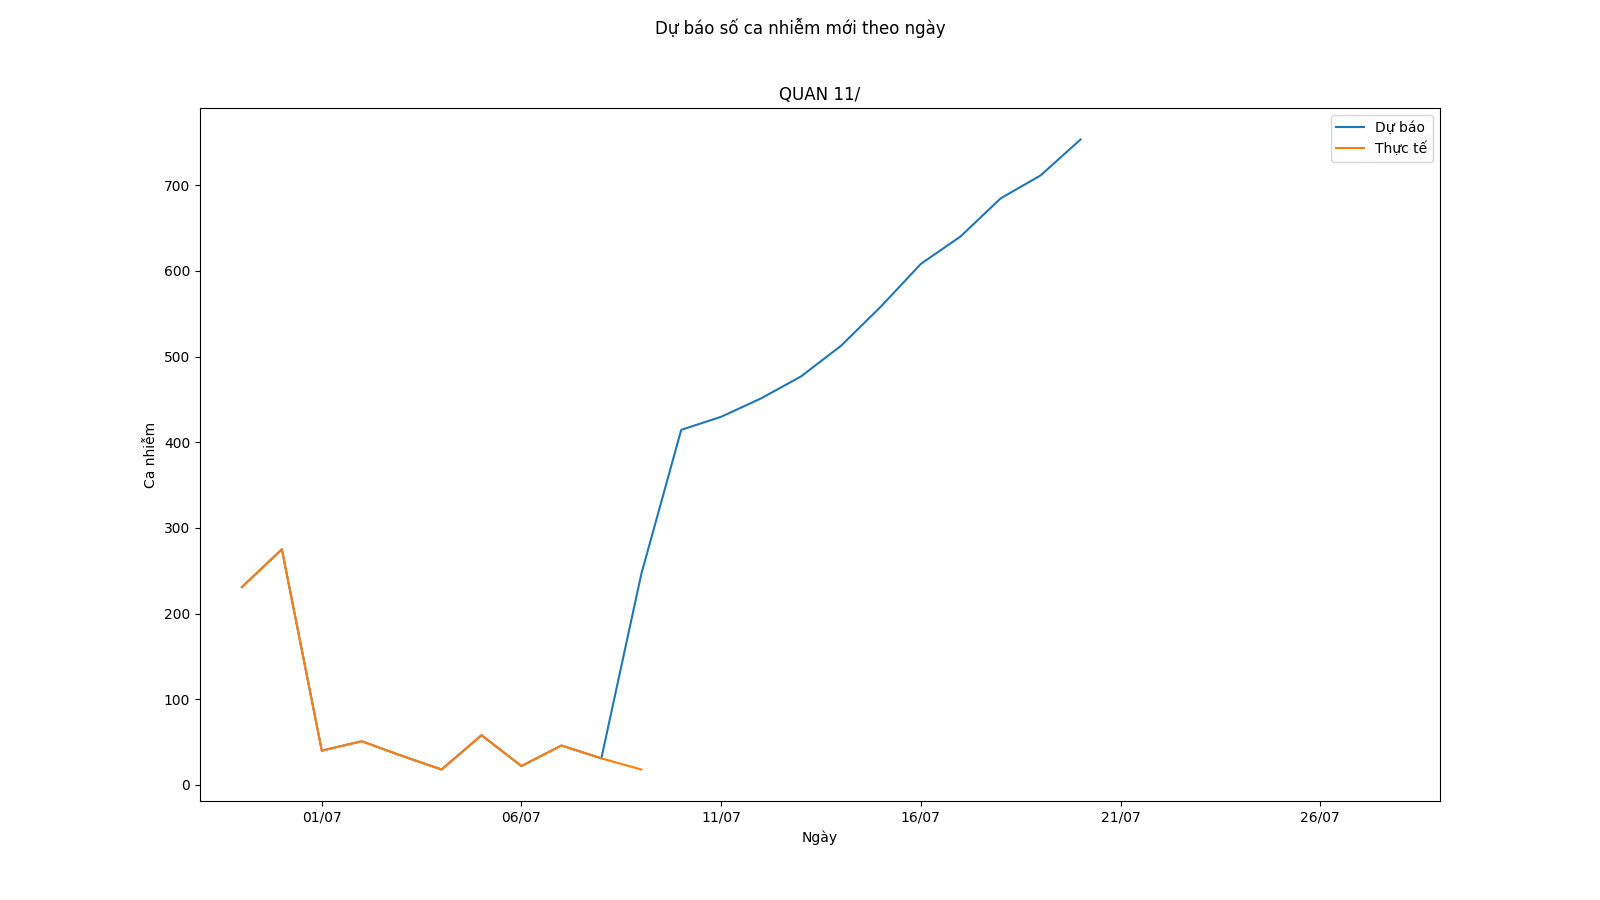 Dự báo số ca nhiễm mới theo ngày
QUAN 11/
Dự báo
Thực tế
700
600
500
400
300
200
100
0
Ca nhiễm
01/07 06/07 11/07 16/07 21/07 26/07
Ngày